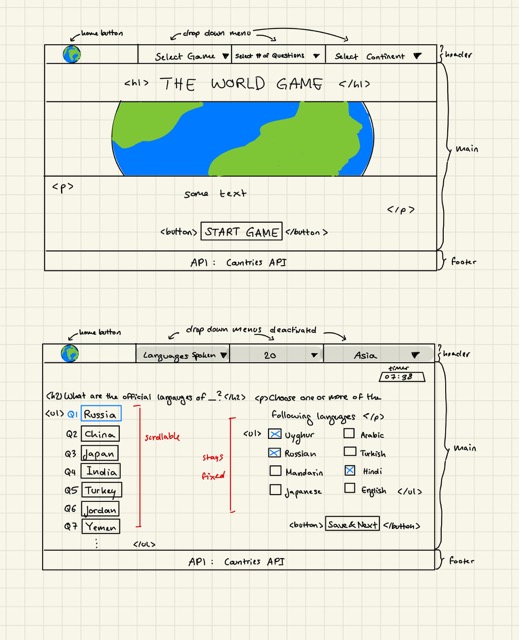 home button
drop down menu
Select Game ▼ Select # of Questions ▼ Select Continent ▼
header
<h1> THE WORLD GAME </h1>
main
<p>
some text
</p>
<button> START GAME </button>
API : Countries API
footer
home button
drop down menus deactivated
Languages Spoken ▼ 20 ▼ Asia ▼
header
timer
07:38
<h2> What are the official languages of __? </h2> <p> Choose one or more of the
following languages </p>
<ul> Q1 Russia
Q2 China
Q3 Japan
Q4 India
Q5 Turkey
Q6 Jordan
Q7 Yemen
</ul>
scrollable
stays
fixed
<ul> Uyghur Arabic
Russian Turkish
Mandarin Hindi
Japanese English </ul>
<button> Save & Next </button>
main
API : Countries API
footer